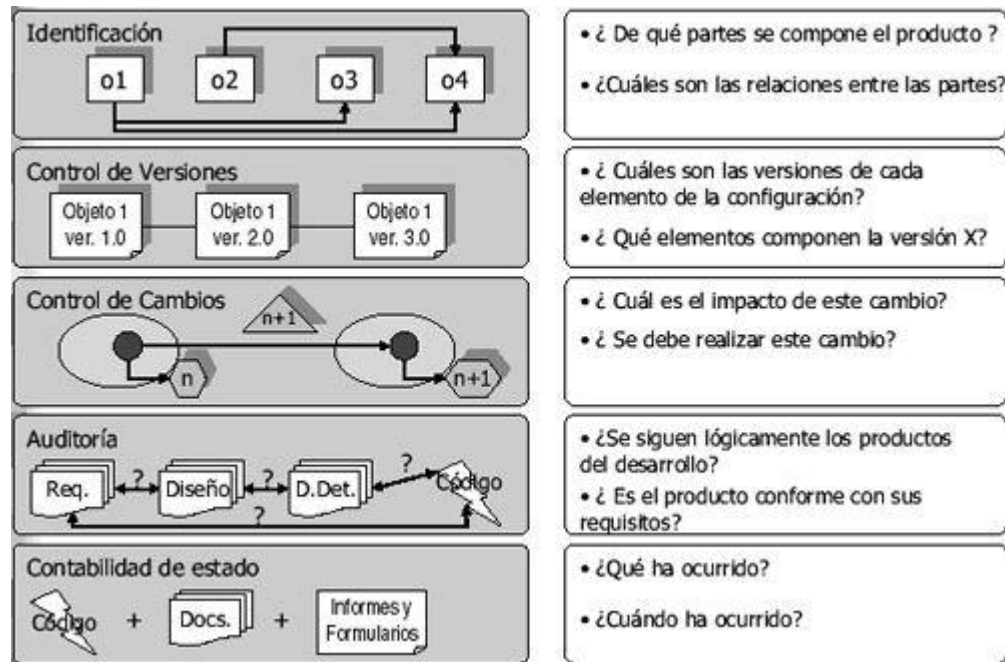 Identificación
o1
o2
o3
o4
• ¿ De qué partes se compone el producto ?
• ¿Cuáles son las relaciones entre las partes?
Control de Versiones
Objeto 1
ver. 1.0
Objeto 1
ver. 2.0
Objeto 1
ver. 3.0
• ¿ Cuáles son las versiones de cada
elemento de la configuración?
• ¿ Qué elementos componen la versión X?
Control de Cambios
n+1
n
n+1
• ¿ Cuál es el impacto de este cambio?
• ¿ Se debe realizar este cambio?
Auditoría
Req.
?
Diseño
?
D.Det.
?
Código
?
• ¿Se siguen lógicamente los productos
del desarrollo?
• ¿ Es el producto conforme con sus
requisitos?
Contabilidad de estado
Código
+
Docs.
+
Informes y
Formularios
• ¿Qué ha ocurrido?
• ¿Cuándo ha ocurrido?